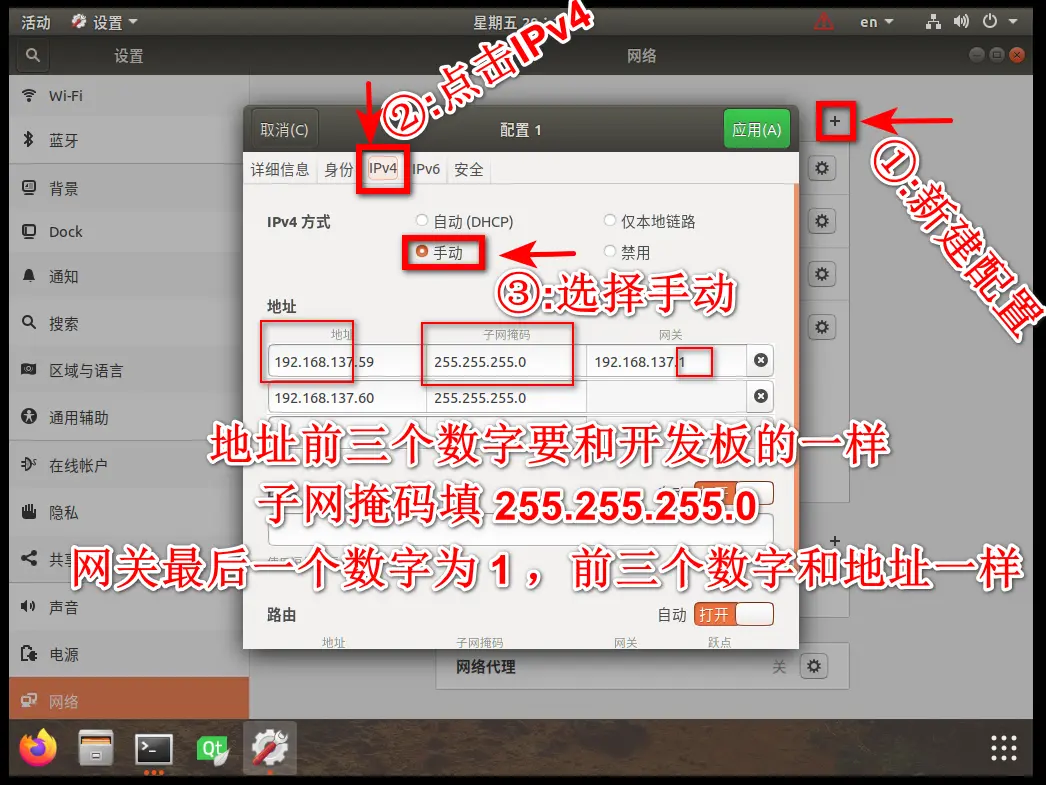 活动 设置 星期五 20 en
设置 网络
②:点击IPv4
①:新建配置
Wi-Fi
蓝牙
背景
Dock
通知
搜索
区域与语言
通用辅助
在线帐户
隐私
共享
声音
电源
网络
取消(C) 配置 1 应用(A)
详细信息 身份 IPv4 IPv6 安全
IPv4 方式 自动 (DHCP) 仅本地链路
手动 禁用
③:选择手动
地址
地址 子网掩码 网关
192.168.137.59 255.255.255.0 192.168.137.1
192.168.137.60 255.255.255.0
地址前三个数字要和开发板的一样
打开
子网掩码填 255.255.255.0
网关最后一个数字为 1 ，前三个数字和地址一样
路由 自动 打开
地址 子网掩码 网关 跃点
网络代理 关
Qt